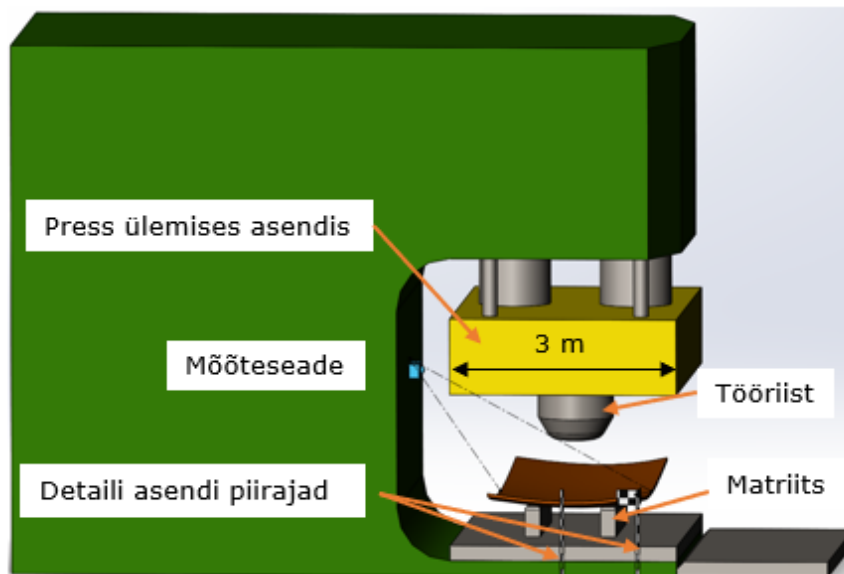 Press ülemises asendis
3 m
Mõõteseade
Tööriist
Detaili asendi piirajad
Matriits